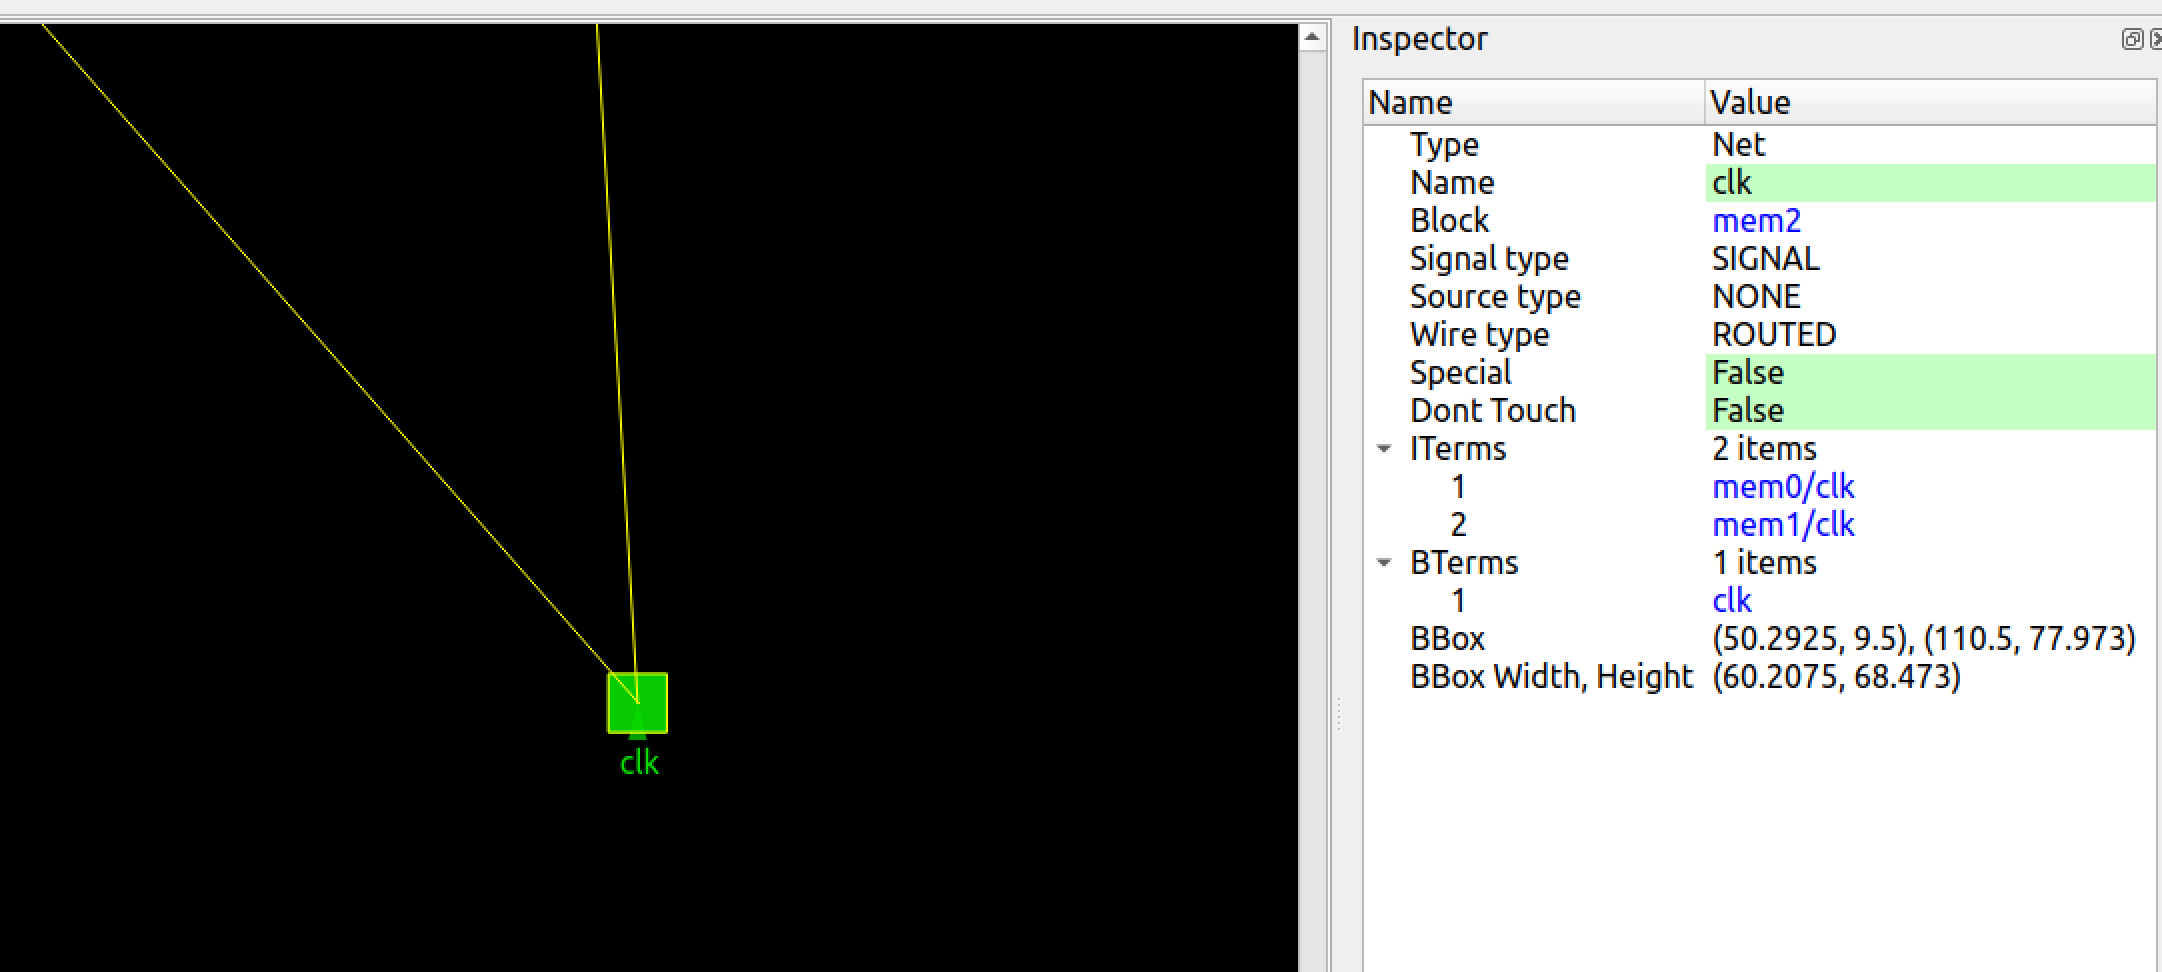 Inspector
Name Value
Type Net
Name clk
Block mem2
Signal type SIGNAL
Source type NONE
Wire type ROUTED
Special False
Dont Touch False
ITerms 2 items
1 mem0/clk
2 mem1/clk
BTerms 1 items
1 clk
BBox (50.2925, 9.5), (110.5, 77.973)
BBox Width, Height (60.2075, 68.473)
clk